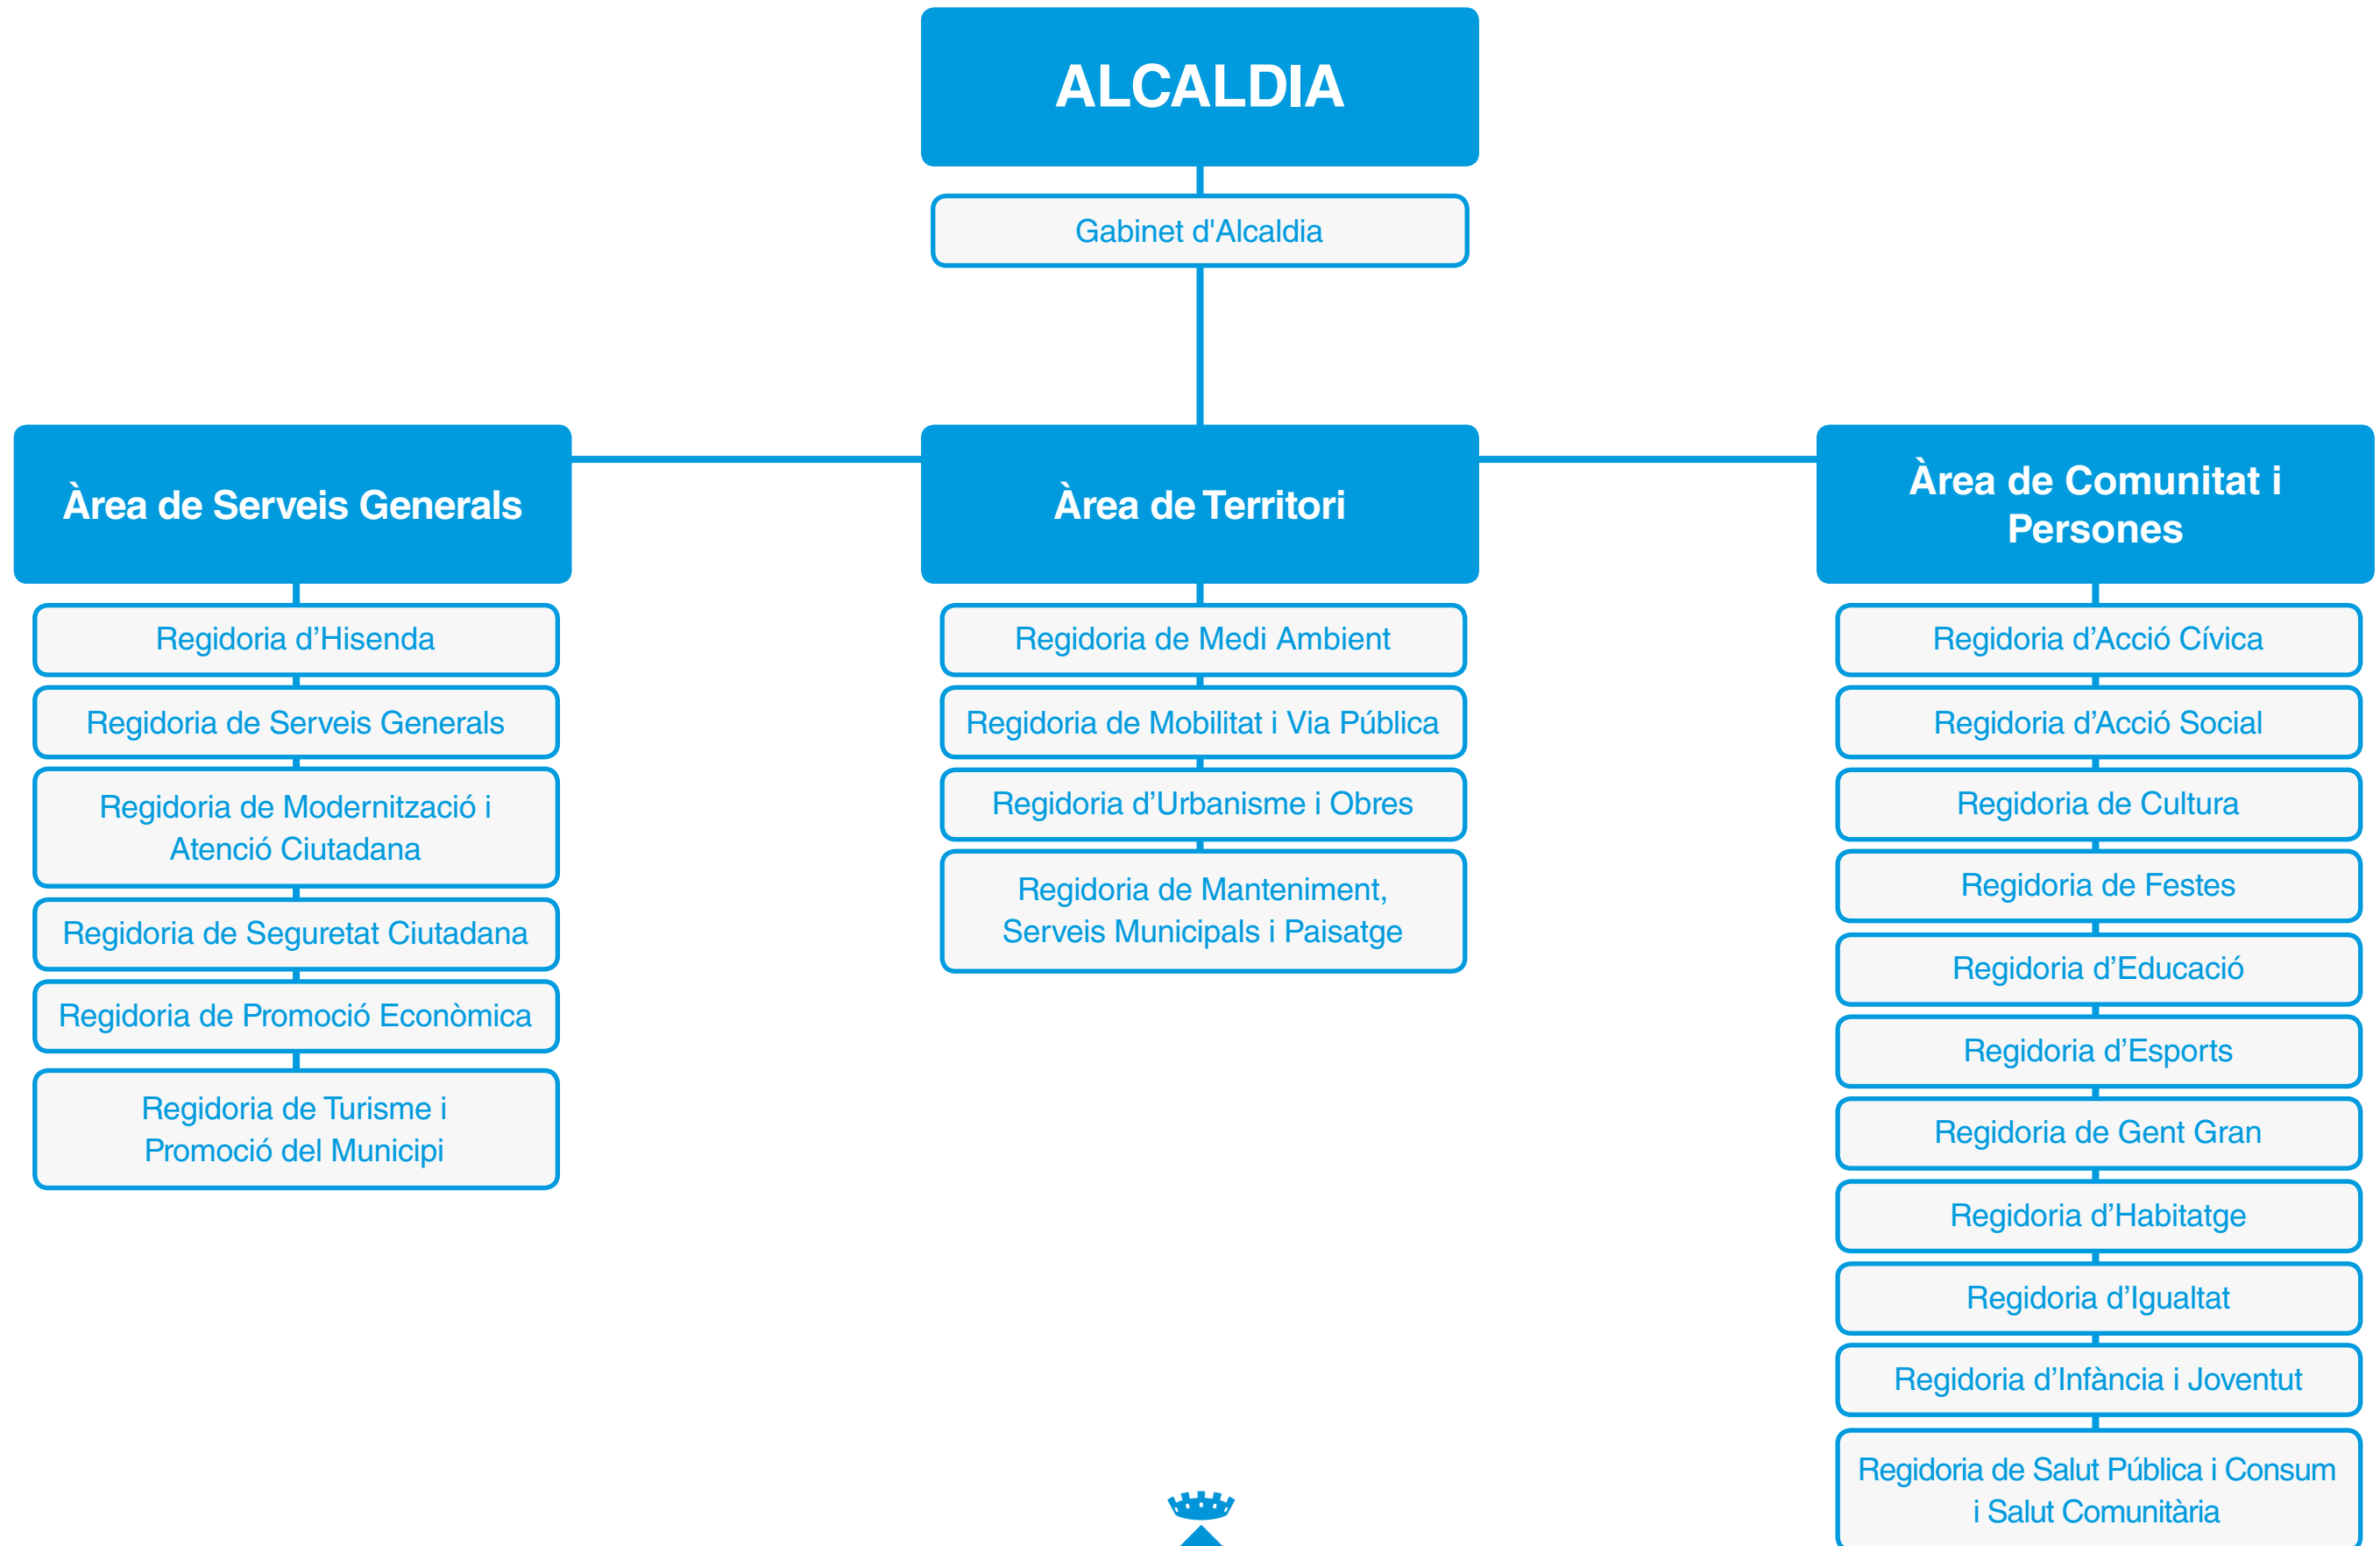 ALCALDIA
Gabinet d'Alcaldia
Àrea de Serveis Generals
Regidoria d’Hisenda
Regidoria de Serveis Generals
Regidoria de Modernització i
Atenció Ciutadana
Regidoria de Seguretat Ciutadana
Regidoria de Promoció Econòmica
Regidoria de Turisme i
Promoció del Municipi
Àrea de Territori
Regidoria de Medi Ambient
Regidoria de Mobilitat i Via Pública
Regidoria d’Urbanisme i Obres
Regidoria de Manteniment,
Serveis Municipals i Paisatge
Àrea de Comunitat i
Persones
Regidoria d’Acció Cívica
Regidoria d’Acció Social
Regidoria de Cultura
Regidoria de Festes
Regidoria d’Educació
Regidoria d’Esports
Regidoria de Gent Gran
Regidoria d’Habitatge
Regidoria d’Igualtat
Regidoria d’Infància i Joventut
Regidoria de Salut Pública i Consum
i Salut Comunitària